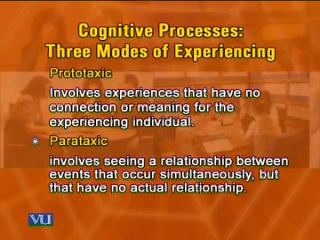 Cognitive Processes:
Three Modes of Experiencing
Prototaxic
Involves experiences that have no
connection or meaning for the
experiencing individual.
Parataxic
involves seeing a relationship between
events that occur simultaneously, but
that have no actual relationship.
VU